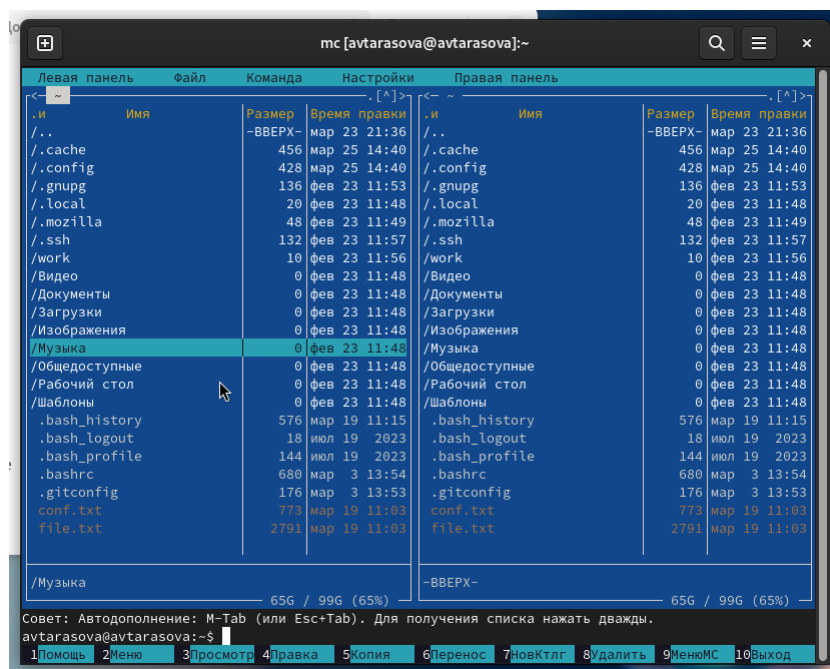 mc [avtarasova@avtarasova]:~
Левая панель Файл Команда Настройки Правая панель
<— ~ .[^]>
.и Имя Размер Время правки
/.. -ВВЕРХ- мар 23 21:36
/.cache 456 мар 25 14:40
/.config 428 мар 25 14:40
/.gnupg 136 фев 23 11:53
/.local 20 фев 23 11:48
/.mozilla 48 фев 23 11:49
/.ssh 132 фев 23 11:57
/work 10 фев 23 11:56
/Видео 0 фев 23 11:48
/Документы 0 фев 23 11:48
/Загрузки 0 фев 23 11:48
/Изображения 0 фев 23 11:48
/Музыка 0 фев 23 11:48
/Общедоступные 0 фев 23 11:48
/Рабочий стол 0 фев 23 11:48
/Шаблоны 0 фев 23 11:48
.bash_history 576 мар 19 11:15
.bash_logout 18 июл 19 2023
.bash_profile 144 июл 19 2023
.bashrc 680 мар 3 13:54
.gitconfig 176 мар 3 13:53
conf.txt 773 мар 19 11:03
file.txt 2791 мар 19 11:03
/Музыка
65G / 99G (65%)
<— ~ .[^]>
.и Имя Размер Время правки
/.. -ВВЕРХ- мар 23 21:36
/.cache 456 мар 25 14:40
/.config 428 мар 25 14:40
/.gnupg 136 фев 23 11:53
/.local 20 фев 23 11:48
/.mozilla 48 фев 23 11:49
/.ssh 132 фев 23 11:57
/work 10 фев 23 11:56
/Видео 0 фев 23 11:48
/Документы 0 фев 23 11:48
/Загрузки 0 фев 23 11:48
/Изображения 0 фев 23 11:48
/Музыка 0 фев 23 11:48
/Общедоступные 0 фев 23 11:48
/Рабочий стол 0 фев 23 11:48
/Шаблоны 0 фев 23 11:48
.bash_history 576 мар 19 11:15
.bash_logout 18 июл 19 2023
.bash_profile 144 июл 19 2023
.bashrc 680 мар 3 13:54
.gitconfig 176 мар 3 13:53
conf.txt 773 мар 19 11:03
file.txt 2791 мар 19 11:03
-ВВЕРХ-
65G / 99G (65%)
Совет: Автодополнение: M-Tab (или Esc+Tab). Для получения списка нажать дважды.
avtarasova@avtarasova:~$
1Помощь 2Меню 3Просмотр 4Правка 5Копия 6Перенос 7НовКтлг 8Удалить 9МенюMC 10Выход